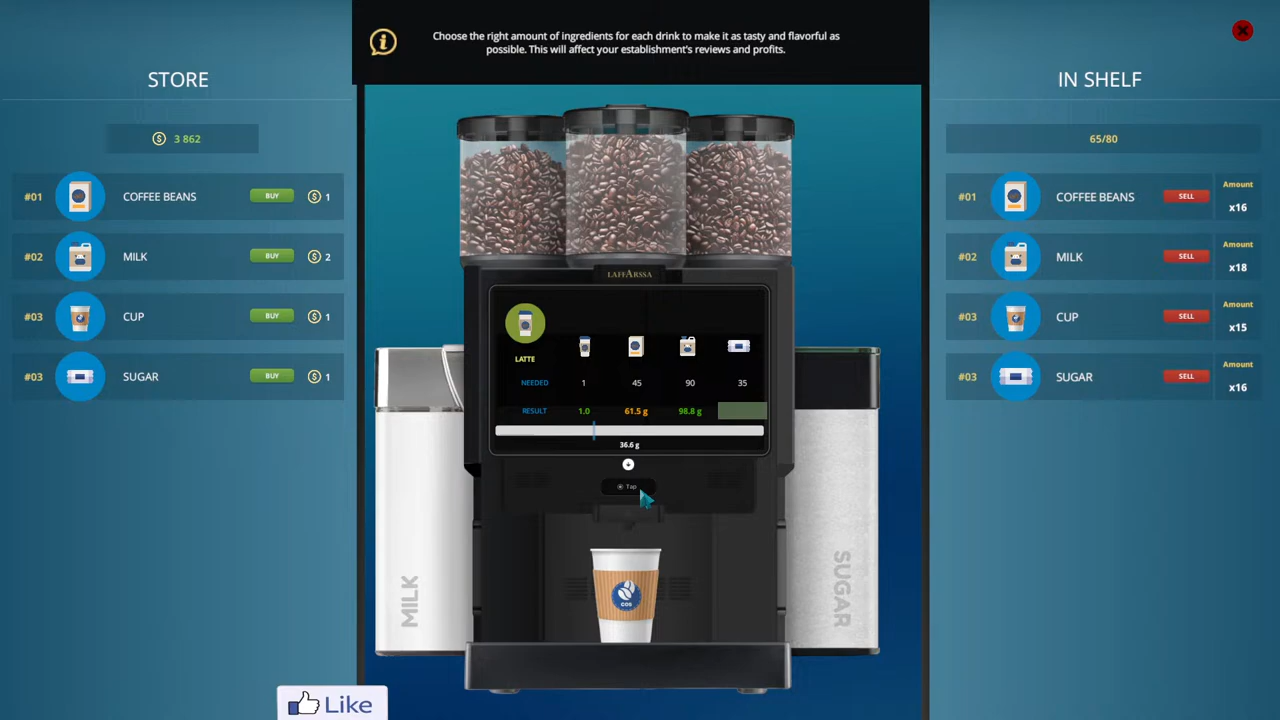 Choose the right amount of ingredients for each drink to make it as tasty and flavorful as
possible. This will affect your establishment's reviews and profits.
STORE
3 862
#01 COFFEE BEANS BUY 1
#02 MILK BUY 2
#03 CUP BUY 1
#03 SUGAR BUY 1
LAFFARSSA
LATTE
NEEDED 1 45 90 35
RESULT 1.0 61.5 g 98.8 g
36.6 g
Tap
MILK
SUGAR
COS
Like
IN SHELF
65/80
#01 COFFEE BEANS SELL Amount x16
#02 MILK SELL Amount x18
#03 CUP SELL Amount x15
#03 SUGAR SELL Amount x16